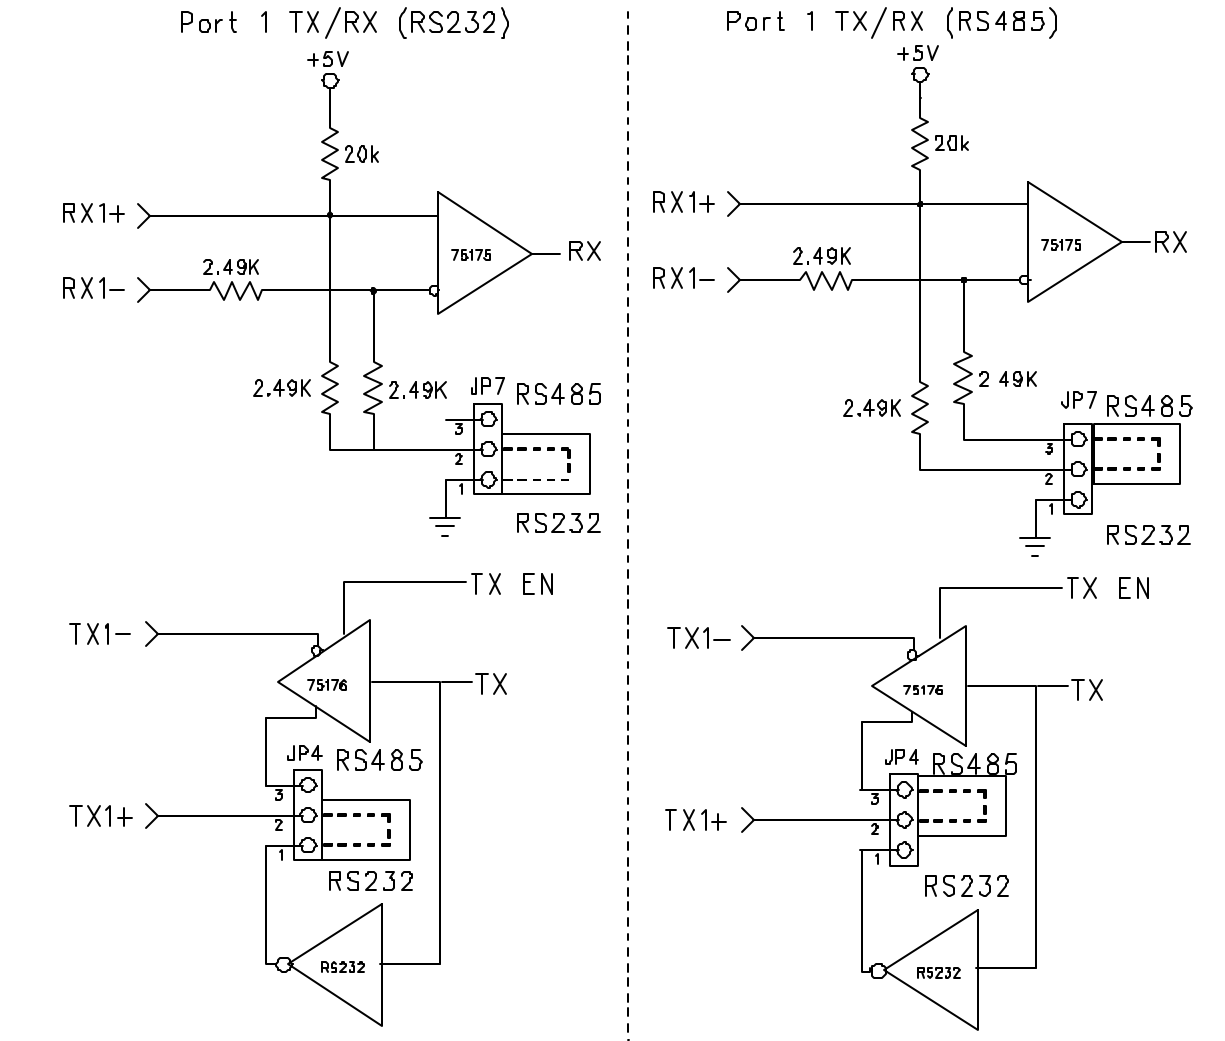 Port 1 TX/RX (RS232)
+5V
20k
RX1+
75175
RX
2.49K
RX1-
2.49K
2.49K
JP7
RS485
3
2
1
RS232
TX EN
TX1-
75176
TX
JP4
RS485
3
TX1+
2
1
RS232
RS232
Port 1 TX/RX (RS485)
+5V
20k
RX1+
75175
RX
2.49K
RX1-
2 49K
2.49K
JP7
RS485
3
2
1
RS232
TX EN
TX1-
75176
TX
JP4
RS485
3
TX1+
2
1
RS232
RS232